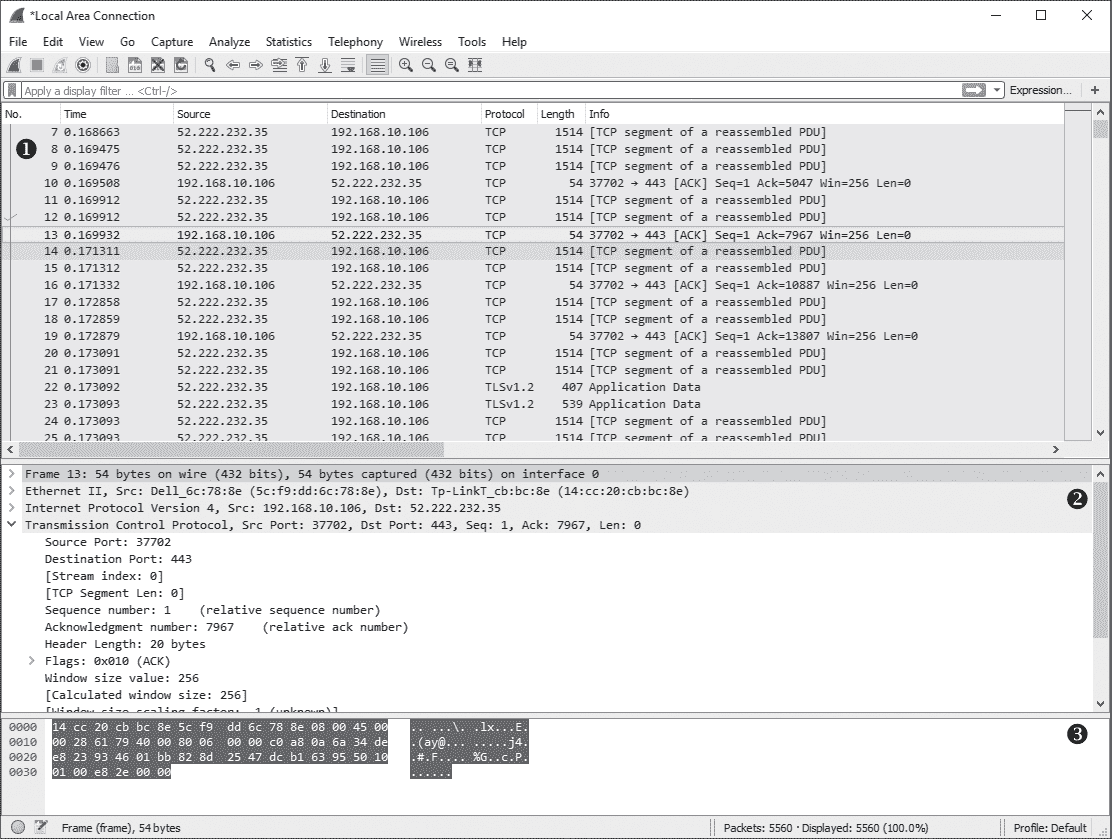 *Local Area Connection
File Edit View Go Capture Analyze Statistics Telephony Wireless Tools Help
Apply a display filter ... <Ctrl-/> Expression... +
No. Time Source Destination Protocol Length Info
7 0.168663 52.222.232.35 192.168.10.106 TCP 1514 [TCP segment of a reassembled PDU]
❶ 8 0.169475 52.222.232.35 192.168.10.106 TCP 1514 [TCP segment of a reassembled PDU]
9 0.169476 52.222.232.35 192.168.10.106 TCP 1514 [TCP segment of a reassembled PDU]
10 0.169508 192.168.10.106 52.222.232.35 TCP 54 37702 → 443 [ACK] Seq=1 Ack=5047 Win=256 Len=0
11 0.169912 52.222.232.35 192.168.10.106 TCP 1514 [TCP segment of a reassembled PDU]
12 0.169912 52.222.232.35 192.168.10.106 TCP 1514 [TCP segment of a reassembled PDU]
13 0.169932 192.168.10.106 52.222.232.35 TCP 54 37702 → 443 [ACK] Seq=1 Ack=7967 Win=256 Len=0
14 0.171311 52.222.232.35 192.168.10.106 TCP 1514 [TCP segment of a reassembled PDU]
15 0.171312 52.222.232.35 192.168.10.106 TCP 1514 [TCP segment of a reassembled PDU]
16 0.171332 192.168.10.106 52.222.232.35 TCP 54 37702 → 443 [ACK] Seq=1 Ack=10887 Win=256 Len=0
17 0.172858 52.222.232.35 192.168.10.106 TCP 1514 [TCP segment of a reassembled PDU]
18 0.172859 52.222.232.35 192.168.10.106 TCP 1514 [TCP segment of a reassembled PDU]
19 0.172879 192.168.10.106 52.222.232.35 TCP 54 37702 → 443 [ACK] Seq=1 Ack=13807 Win=256 Len=0
20 0.173091 52.222.232.35 192.168.10.106 TCP 1514 [TCP segment of a reassembled PDU]
21 0.173091 52.222.232.35 192.168.10.106 TCP 1514 [TCP segment of a reassembled PDU]
22 0.173092 52.222.232.35 192.168.10.106 TLSv1.2 407 Application Data
23 0.173093 52.222.232.35 192.168.10.106 TLSv1.2 539 Application Data
24 0.173093 52.222.232.35 192.168.10.106 TCP 1514 [TCP segment of a reassembled PDU]
25 0.173093 52.222.232.35 192.168.10.106 TCP 1514 [TCP segment of a reassembled PDU]
Frame 13: 54 bytes on wire (432 bits), 54 bytes captured (432 bits) on interface 0
Ethernet II, Src: Dell_6c:78:8e (5c:f9:dd:6c:78:8e), Dst: Tp-LinkT_cb:bc:8e (14:cc:20:cb:bc:8e) ❷
Internet Protocol Version 4, Src: 192.168.10.106, Dst: 52.222.232.35
Transmission Control Protocol, Src Port: 37702, Dst Port: 443, Seq: 1, Ack: 7967, Len: 0
Source Port: 37702
Destination Port: 443
[Stream index: 0]
[TCP Segment Len: 0]
Sequence number: 1 (relative sequence number)
Acknowledgment number: 7967 (relative ack number)
Header Length: 20 bytes
Flags: 0x010 (ACK)
Window size value: 256
[Calculated window size: 256]
[Window size scaling factor: -1 (unknown)]
0000 14 cc 20 cb bc 8e 5c f9 dd 6c 78 8e 08 00 45 00 .. ...\. .lx...E.
0010 00 28 61 79 40 00 80 06 00 00 c0 a8 0a 6a 34 de .(ay@... .....j4.
0020 e8 23 93 46 01 bb 82 8d 25 47 dc b1 63 95 50 10 .#.F.... %G..c.P.
0030 01 00 e8 2e 00 00 ......
❸
Frame (frame), 54 bytes Packets: 5560 · Displayed: 5560 (100.0%) Profile: Default